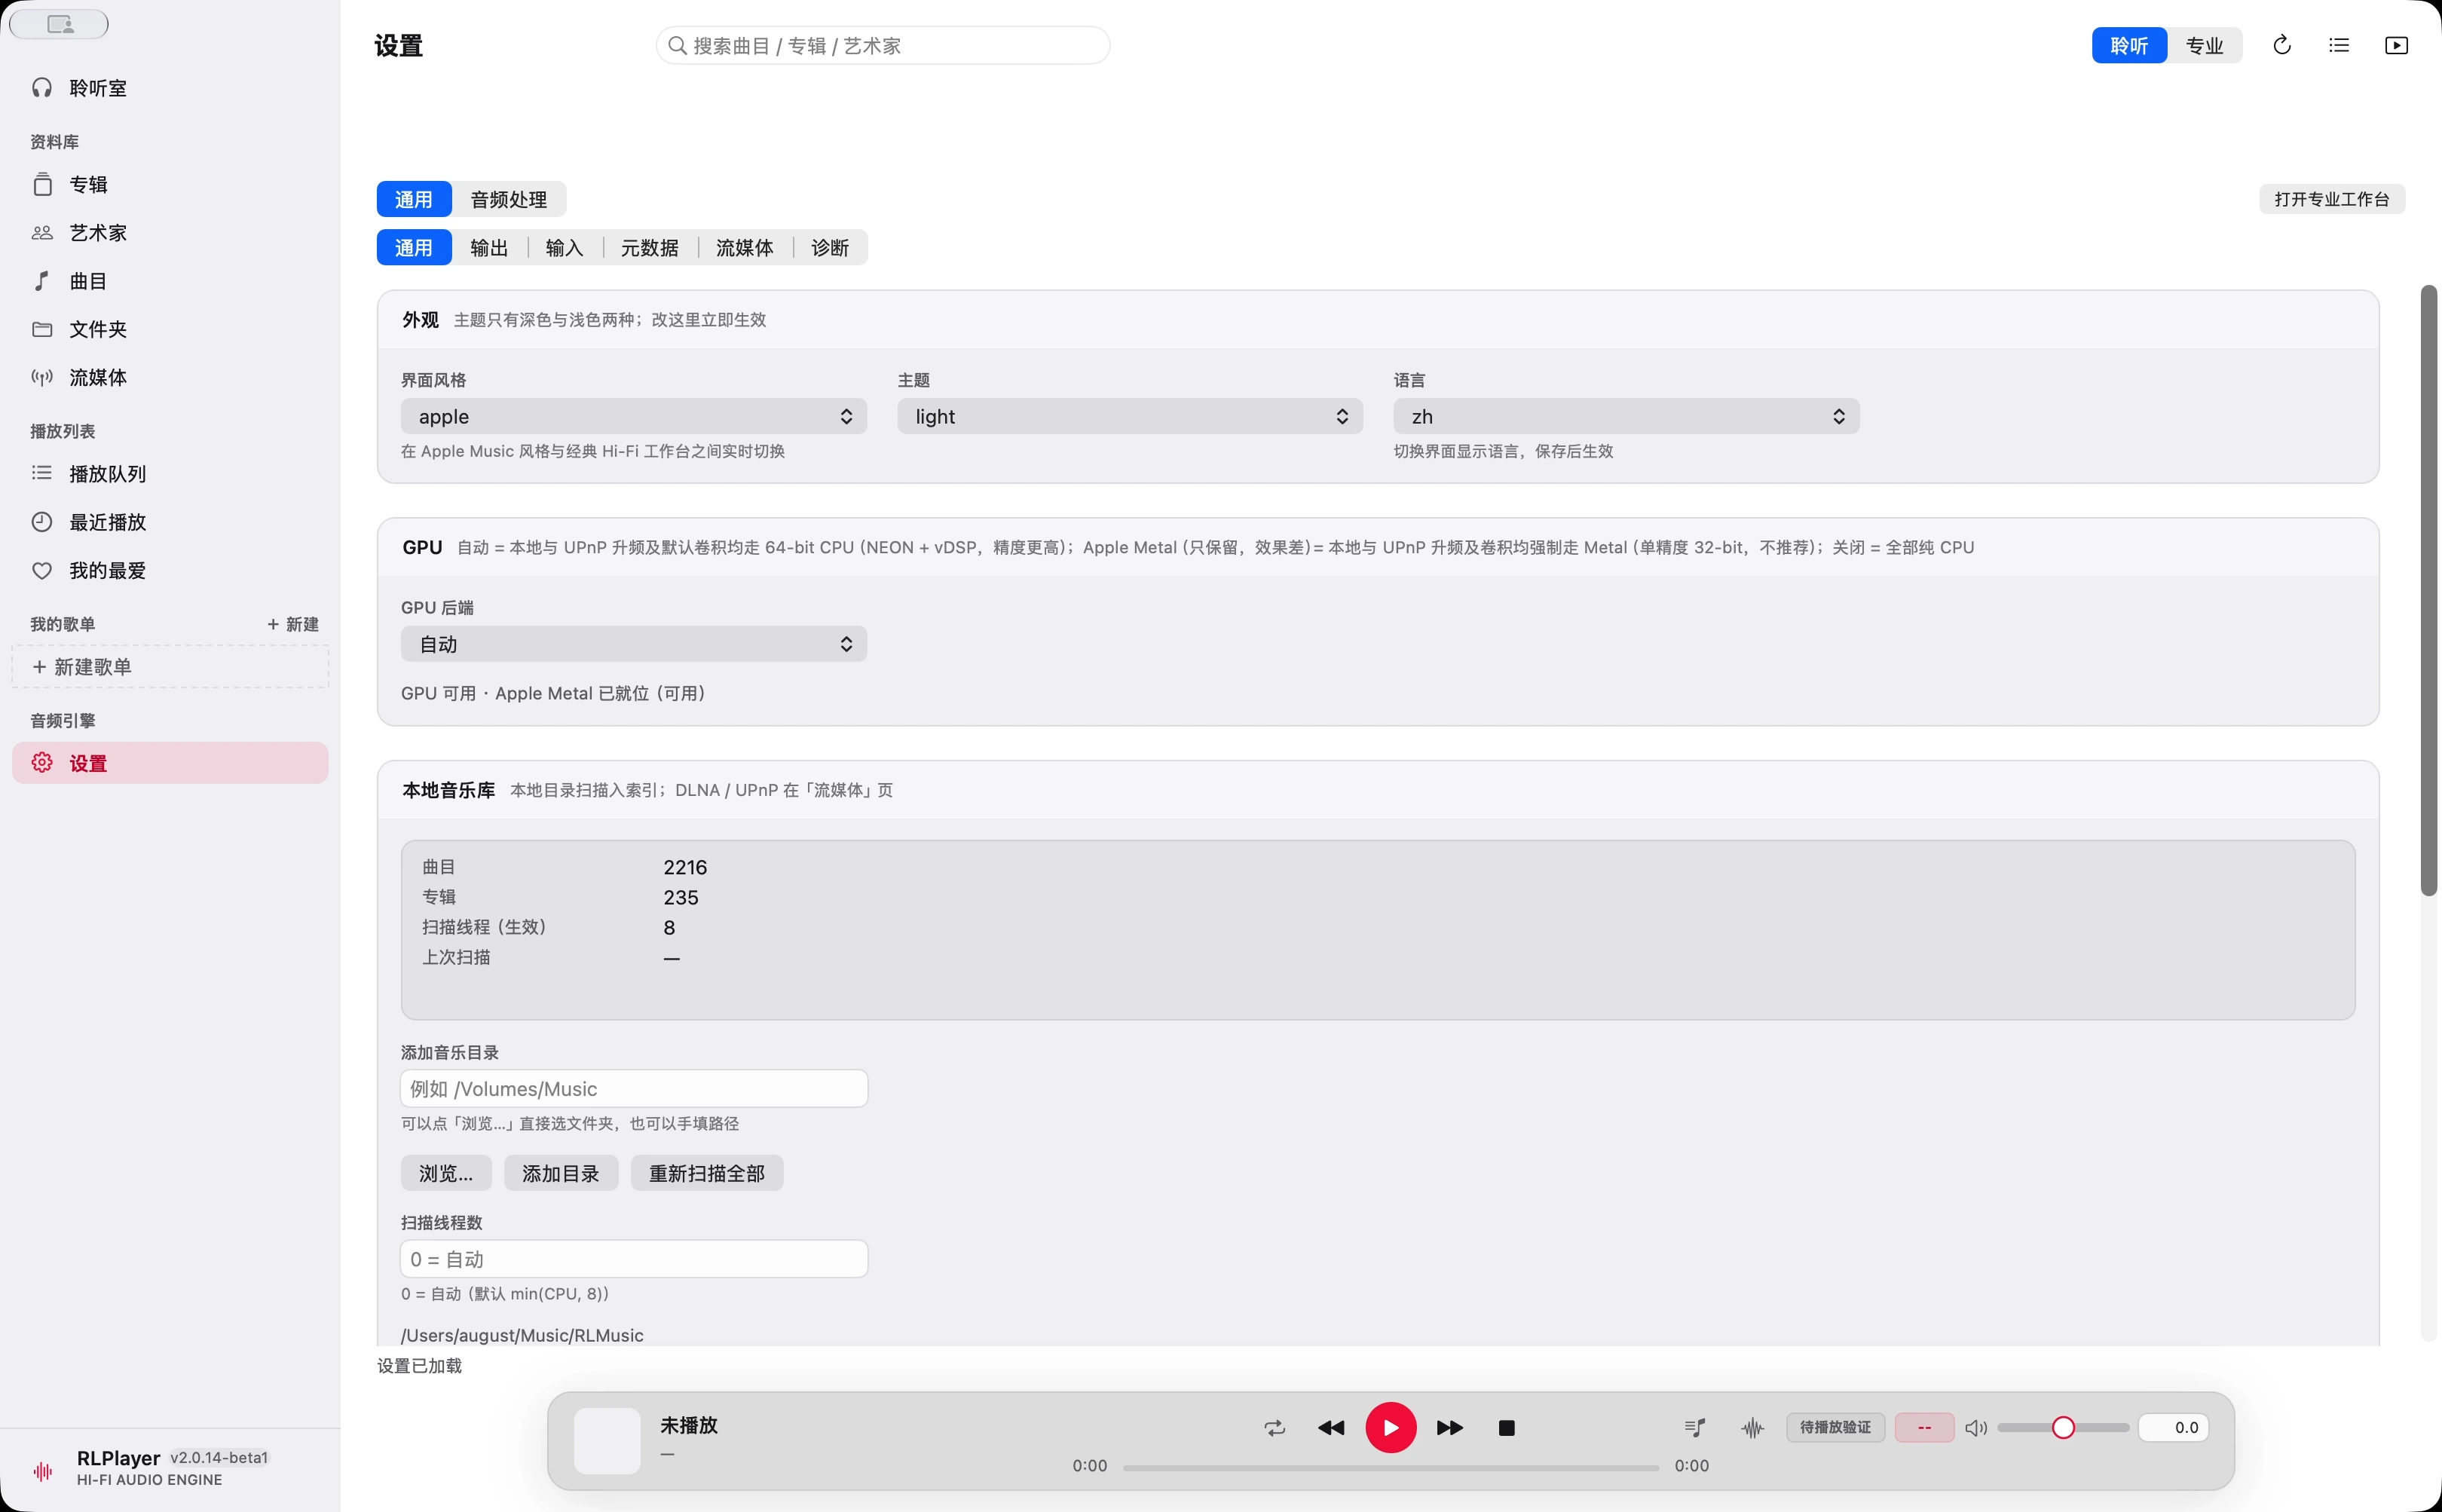 聆听室
资料库
专辑
艺术家
曲目
文件夹
流媒体
播放列表
播放队列
最近播放
我的最爱
我的歌单 + 新建
+ 新建歌单
音频引擎
设置
RLPlayer v2.0.14-beta1
HI-FI AUDIO ENGINE
设置
搜索曲目 / 专辑 / 艺术家
聆听 专业
通用 音频处理
打开专业工作台
通用 输出 输入 元数据 流媒体 诊断
外观 主题只有深色与浅色两种；改这里立即生效
界面风格 主题 语言
apple light zh
在 Apple Music 风格与经典 Hi-Fi 工作台之间实时切换 切换界面显示语言，保存后生效
GPU 自动 = 本地与 UPnP 升频及默认卷积均走 64-bit CPU (NEON + vDSP，精度更高)；Apple Metal (只保留，效果差)= 本地与 UPnP 升频及卷积均强制走 Metal (单精度 32-bit，不推荐)；关闭 = 全部纯 CPU
GPU 后端
自动
GPU 可用 · Apple Metal 已就位 (可用)
本地音乐库 本地目录扫描入索引；DLNA / UPnP 在「流媒体」页
曲目 2216
专辑 235
扫描线程 (生效) 8
上次扫描 —
添加音乐目录
例如 /Volumes/Music
可以点「浏览…」直接选文件夹，也可以手填路径
浏览… 添加目录 重新扫描全部
扫描线程数
0 = 自动
0 = 自动 (默认 min(CPU, 8))
/Users/august/Music/RLMusic
设置已加载
未播放
—
0:00 0:00
待播放验证 -- 0.0